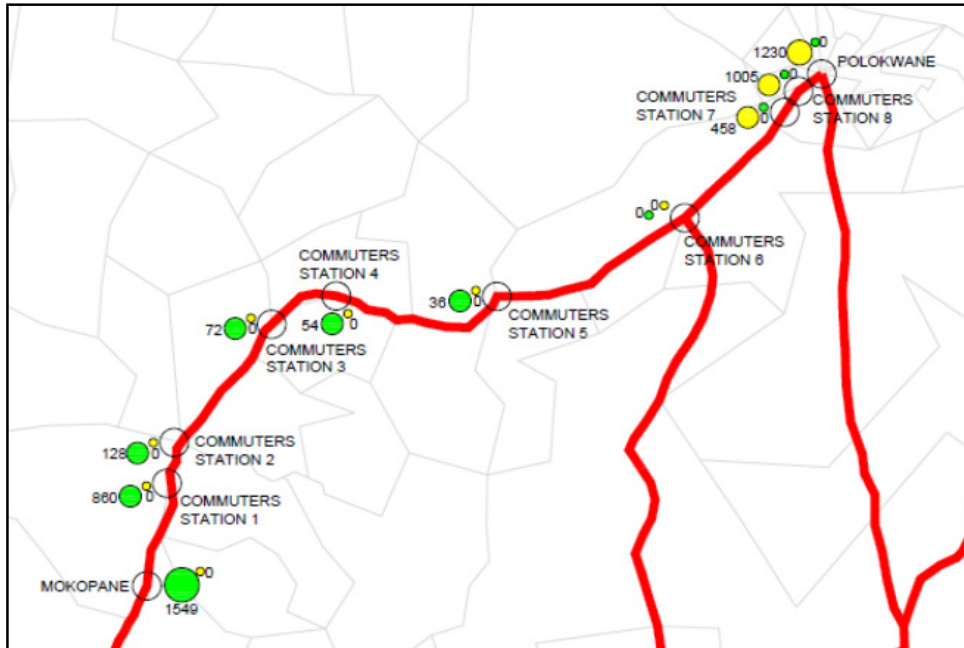 1230 0
POLOKWANE
1005 0
COMMUTERS
STATION 7
COMMUTERS
STATION 8
458 0
0 0
COMMUTERS
STATION 6
COMMUTERS
STATION 4
36 0
COMMUTERS
STATION 5
72 0
54 0
COMMUTERS
STATION 3
128 0
COMMUTERS
STATION 2
860 0
COMMUTERS
STATION 1
MOKOPANE
0
1549